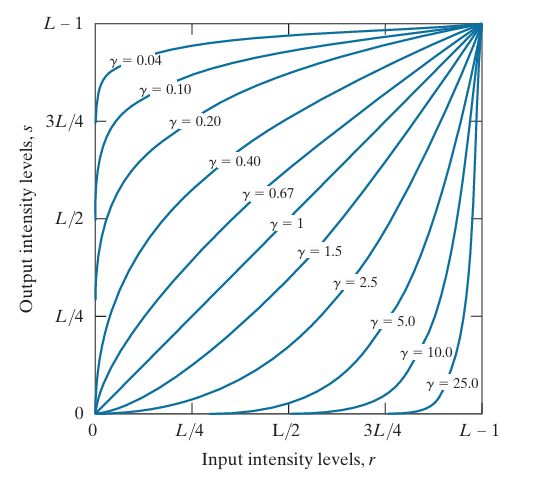 L – 1
3L/4
L/2
L/4
0
Output intensity levels, s
γ = 0.04
γ = 0.10
γ = 0.20
γ = 0.40
γ = 0.67
γ = 1
γ = 1.5
γ = 2.5
γ = 5.0
γ = 10.0
γ = 25.0
0 L/4 L/2 3L/4 L – 1
Input intensity levels, r